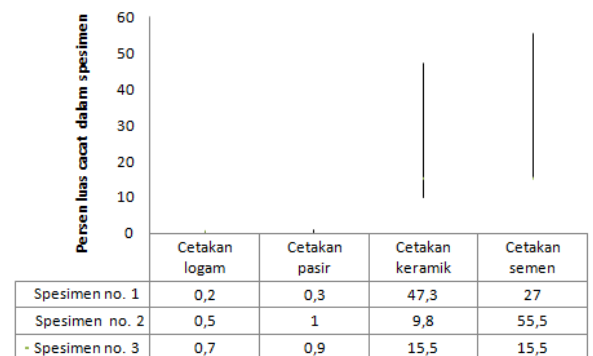 Persen luas cacat dalam spesimen
60
50
40
30
20
10
0
Cetakan logam Cetakan pasir Cetakan keramik Cetakan semen
Spesimen no. 1 0,2 0,3 47,3 27
Spesimen no. 2 0,5 1 9,8 55,5
- Spesimen no. 3 0,7 0,9 15,5 15,5